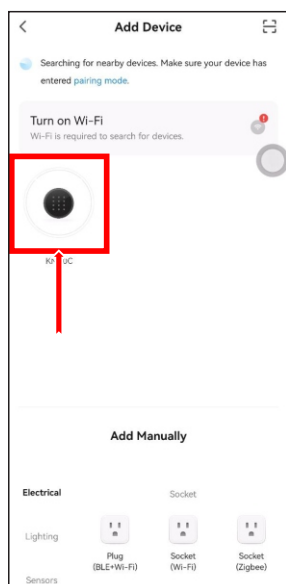 Add Device
Searching for nearby devices. Make sure your device has
entered pairing mode.
Turn on Wi-Fi
Wi-Fi is required to search for devices.
Add Manually
Electrical
Socket
Lighting
Plug
(BLE+Wi-Fi)
Socket
(Wi-Fi)
Socket
(Zigbee)
Sensors